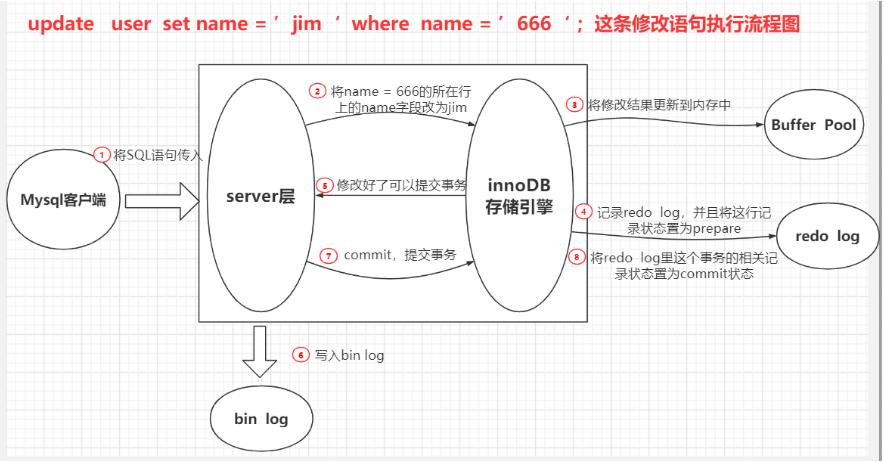 update user set name = ’ jim ‘ where name = ’ 666 ‘ ; 这条修改语句执行流程图
② 将name = 666的所在行
上的name字段改为jim
③ 将修改结果更新到内存中
Buffer Pool
① 将SQL语句传入
Mysql客户端
server层
⑤ 修改好了可以提交事务
innoDB
存储引擎
④ 记录redo log，并且将这行记
录状态置为prepare
redo log
⑦ commit，提交事务
⑧ 将redo log里这个事务的相关记
录状态置为commit状态
⑥ 写入bin log
bin log